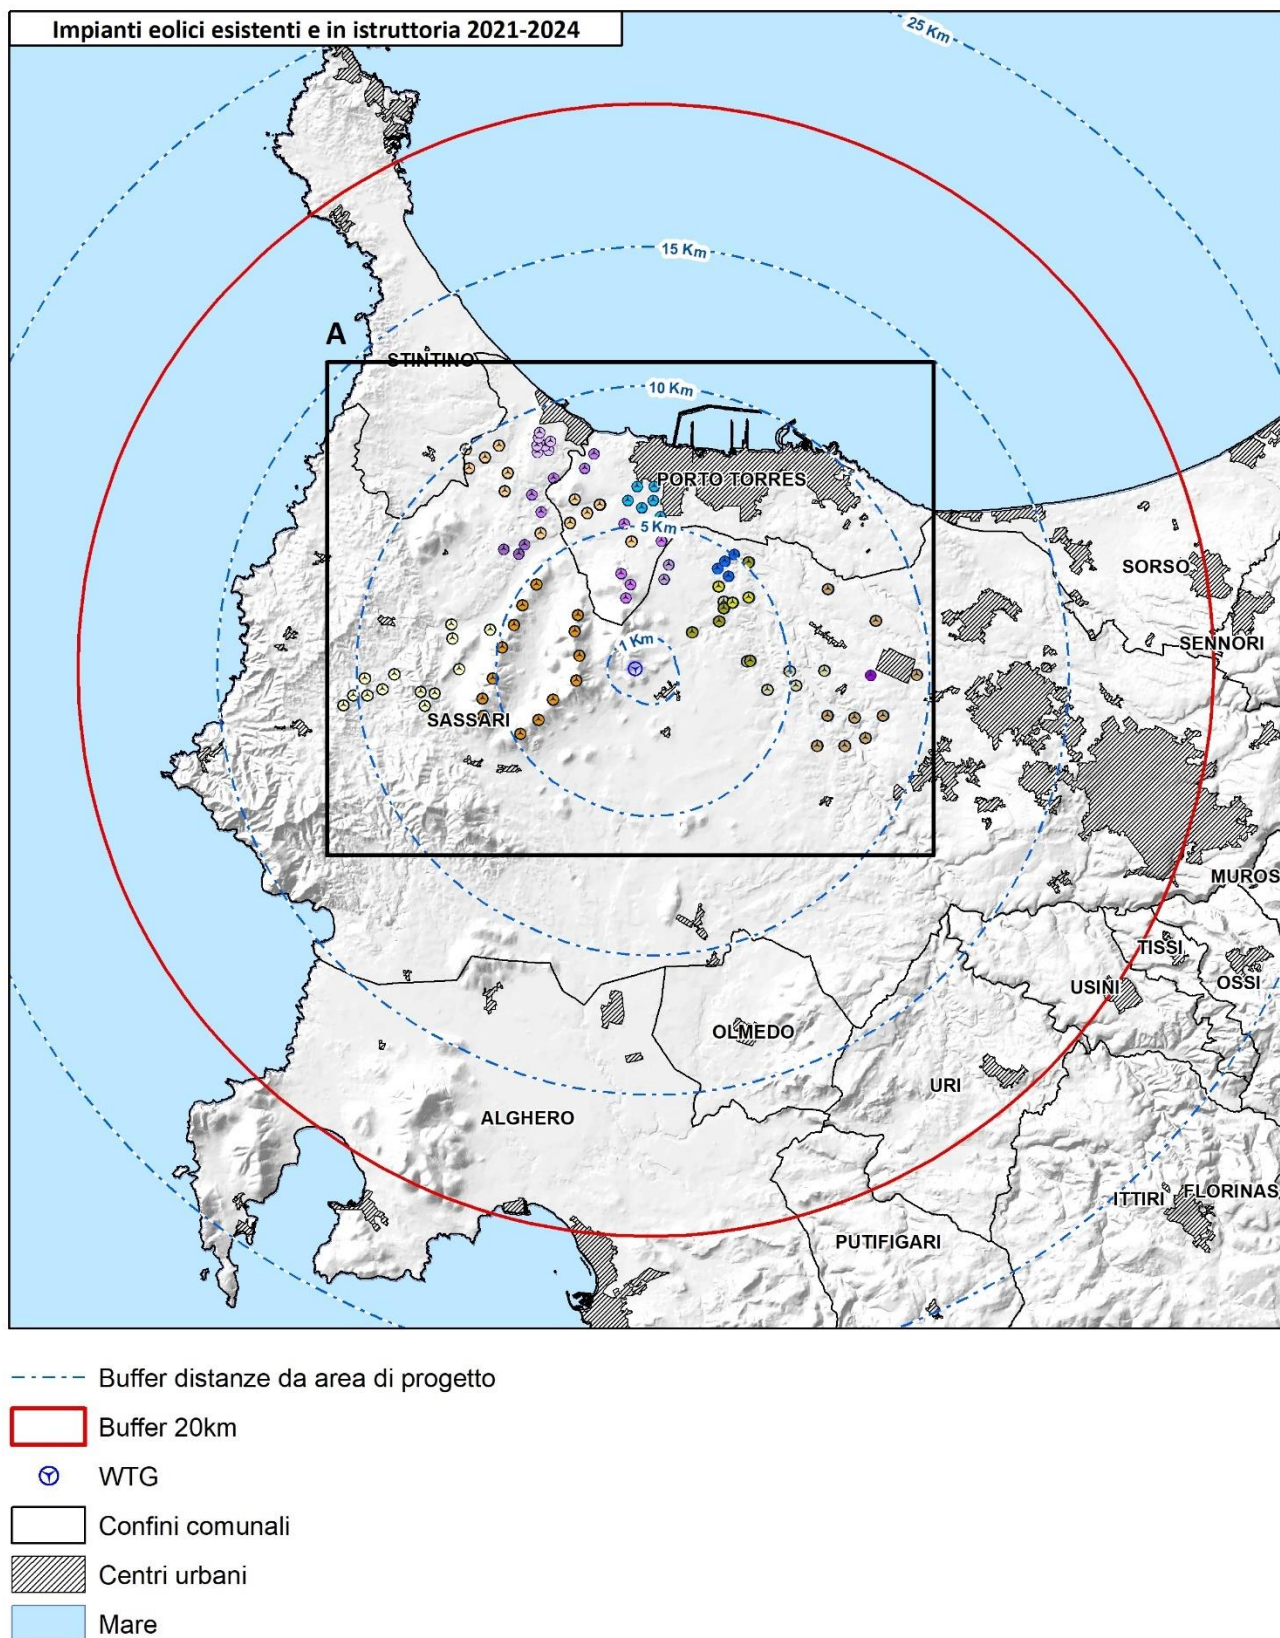 Impianti eolici esistenti e in istruttoria 2021-2024
25 Km
15 Km
A
STINTINO
10 Km
PORTO TORRES
5 Km
SORSO
SENNORI
1 Km
SASSARI
MUROS
TISSI
USINI
OSSI
OLMEDO
URI
ALGHERO
ITTIRI
FLORINAS
PUTIFIGARI
Buffer distanze da area di progetto
Buffer 20km
WTG
Confini comunali
Centri urbani
Mare